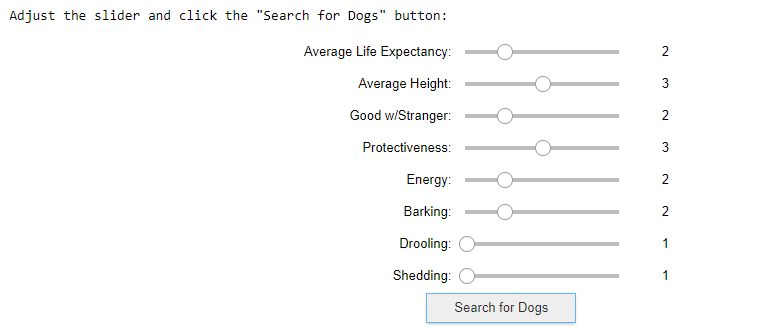 Adjust the slider and click the "Search for Dogs" button:
Average Life Expectancy: 2
Average Height: 3
Good w/Stranger: 2
Protectiveness: 3
Energy: 2
Barking: 2
Drooling: 1
Shedding: 1
Search for Dogs